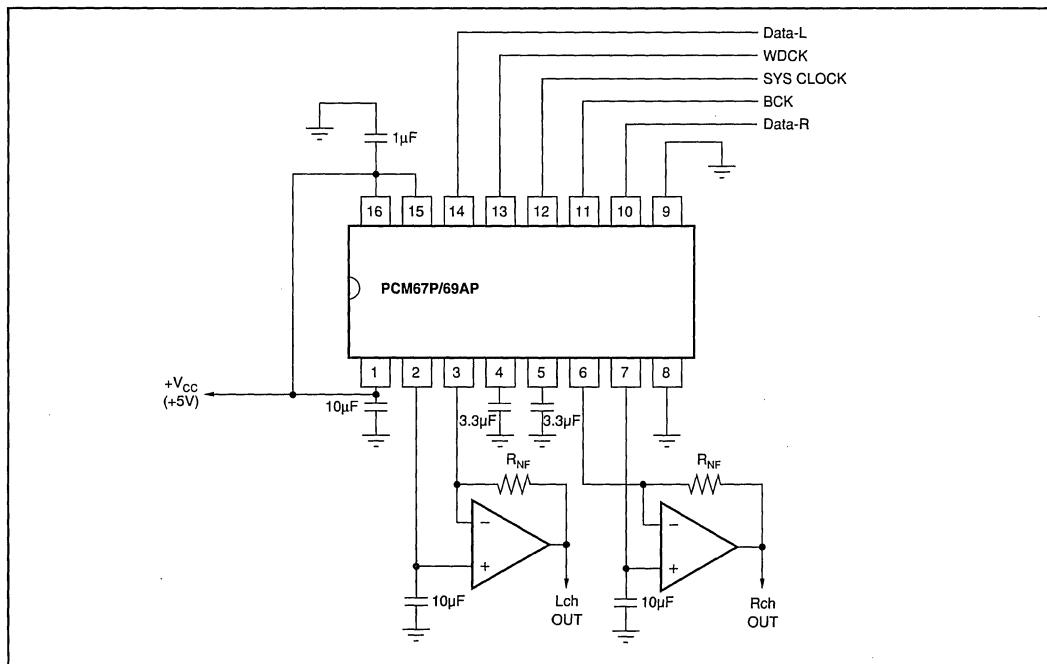 Data-L
WDCK
SYS CLOCK
BCK
Data-R
1µF
16 15 14 13 12 11 10 9
PCM67P/69AP
1 2 3 4 5 6 7 8
+VCC
(+5V)
10µF
3.3µF
3.3µF
RNF
RNF
−
+
−
+
10µF
Lch
OUT
10µF
Rch
OUT